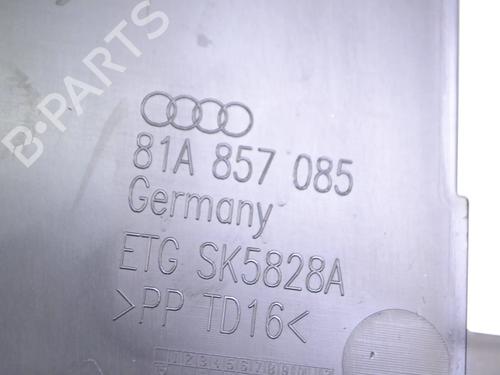 B-PARTS
81A 857 085
Germany
ETG SK5828A
>PP TD16<